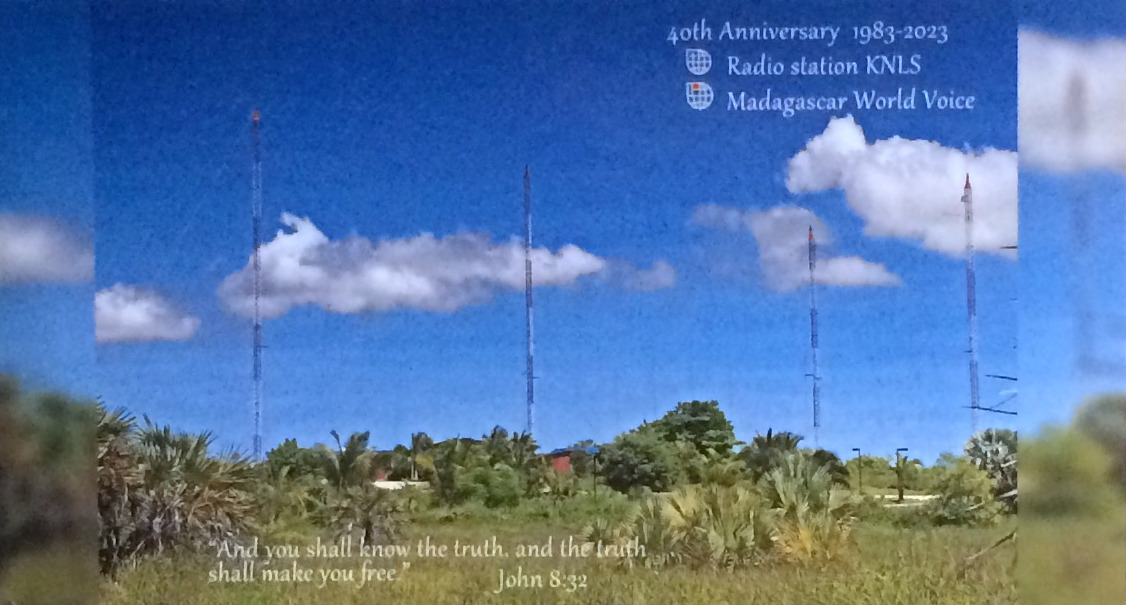 40th Anniversary 1983-2023
Radio station KNLS
Madagascar World Voice
"And you shall know the truth, and the truth
shall make you free."
John 8:32